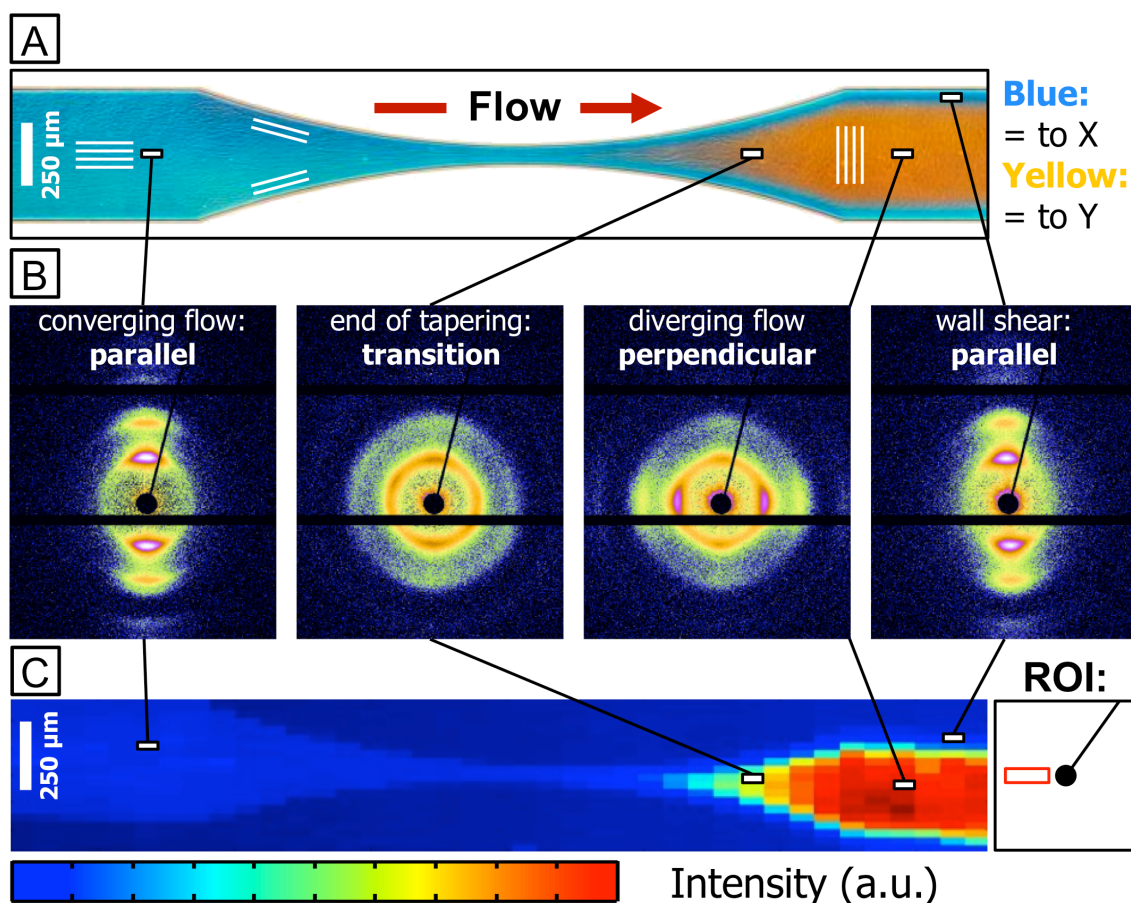 A
Flow
250 µm
Blue:
= to X
Yellow:
= to Y
B
converging flow:
parallel
end of tapering:
transition
diverging flow
perpendicular
wall shear:
parallel
C
250 µm
ROI:
Intensity (a.u.)